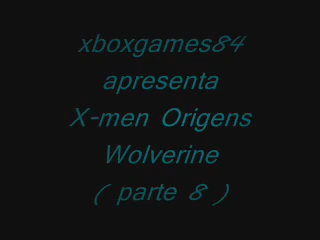 xboxgames84
apresenta
X-men Origens
Wolverine
( parte 8 )